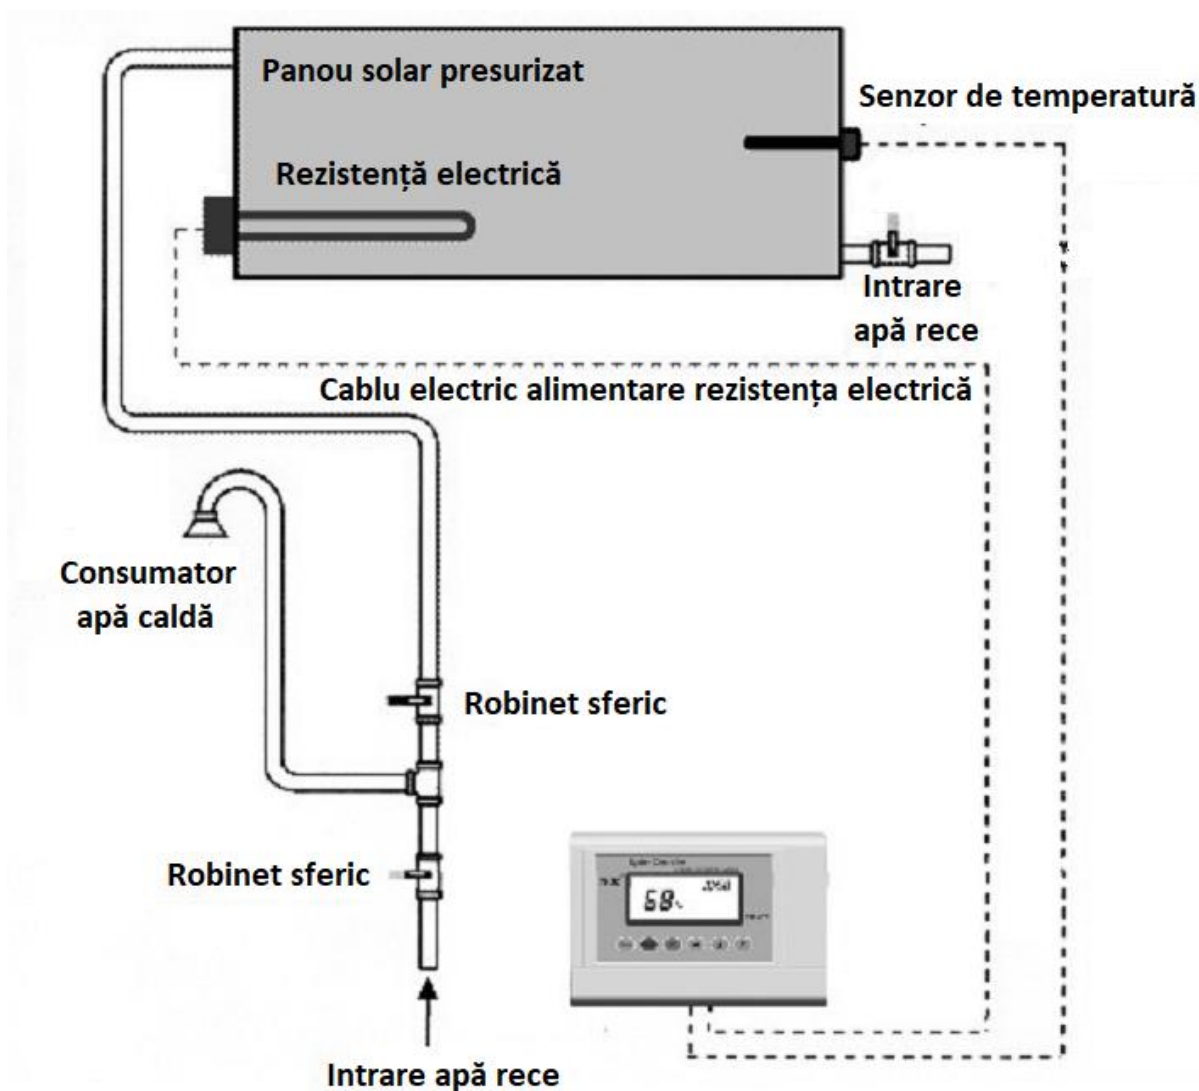 Panou solar presurizat
Senzor de temperatură
Rezistență electrică
Intrare
apă rece
Cablu electric alimentare rezistența electrică
Consumator
apă caldă
Robinet sferic
Robinet sferic
68
Intrare apă rece